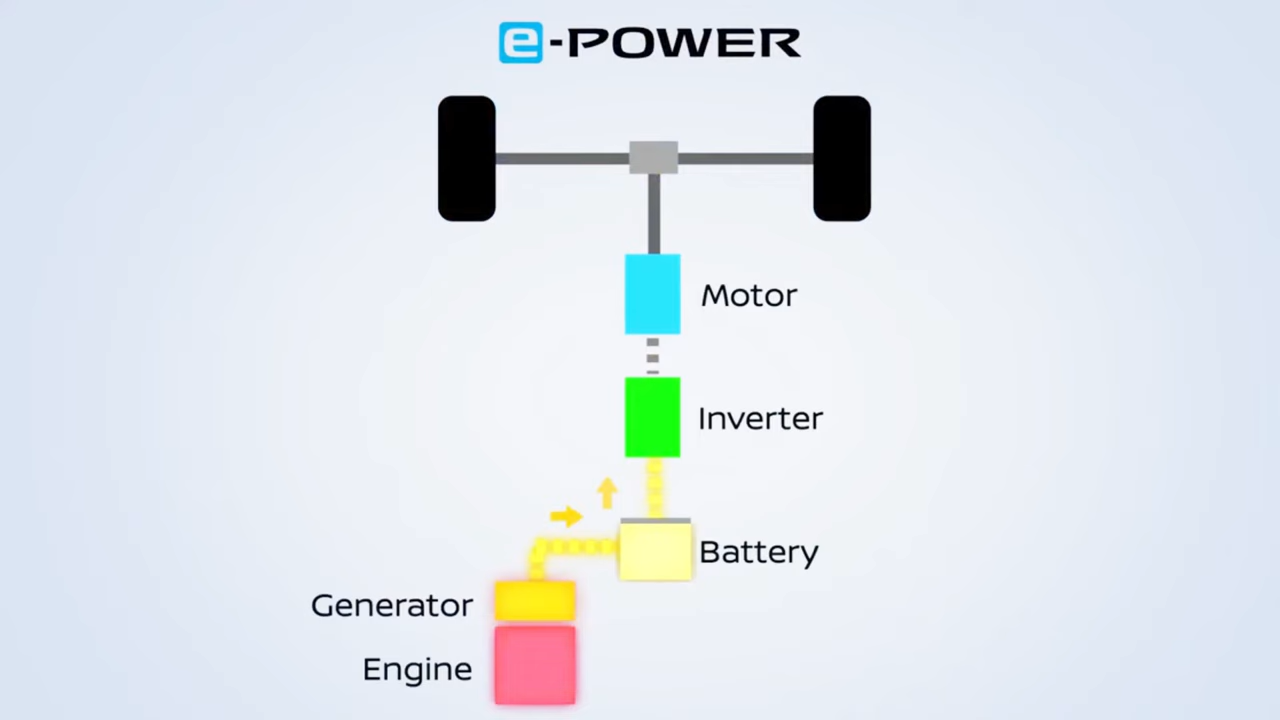 e-POWER
Motor
Inverter
Battery
Generator
Engine